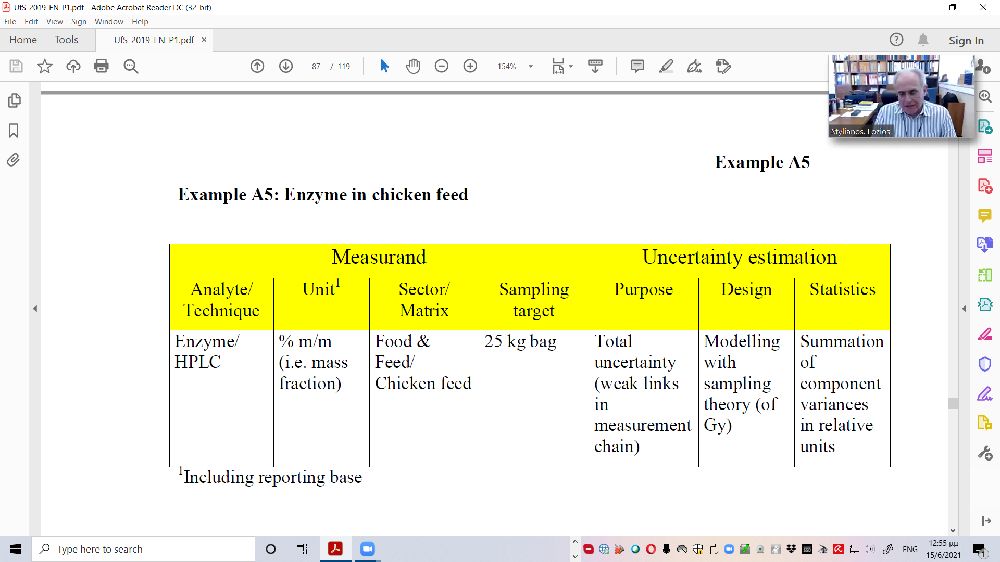 UfS_2019_EN_P1.pdf - Adobe Acrobat Reader DC (32-bit)
File Edit View Sign Window Help
Home Tools UfS_2019_EN_P1.pdf × Sign In
87 / 119 154%
Stylianos. Lozios.
Example A5
Example A5: Enzyme in chicken feed
Measurand Uncertainty estimation
Analyte/ Technique
Unit1
Sector/ Matrix
Sampling target
Purpose
Design
Statistics
Enzyme/
HPLC
% m/m
(i.e. mass
fraction)
Food &
Feed/
Chicken feed
25 kg bag
Total
uncertainty
(weak links
in
measurement
chain)
Modelling
with
sampling
theory (of
Gy)
Summation
of
component
variances
in relative
units
1Including reporting base
Type here to search
SSD
ENG
12:55 μμ
15/6/2021
1